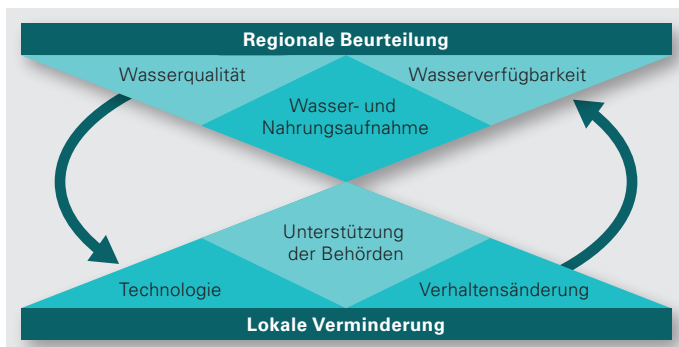 Regionale Beurteilung
Wasserqualität
Wasserverfügbarkeit
Wasser- und
Nahrungsaufnahme
Unterstützung
der Behörden
Technologie
Verhaltensänderung
Lokale Verminderung